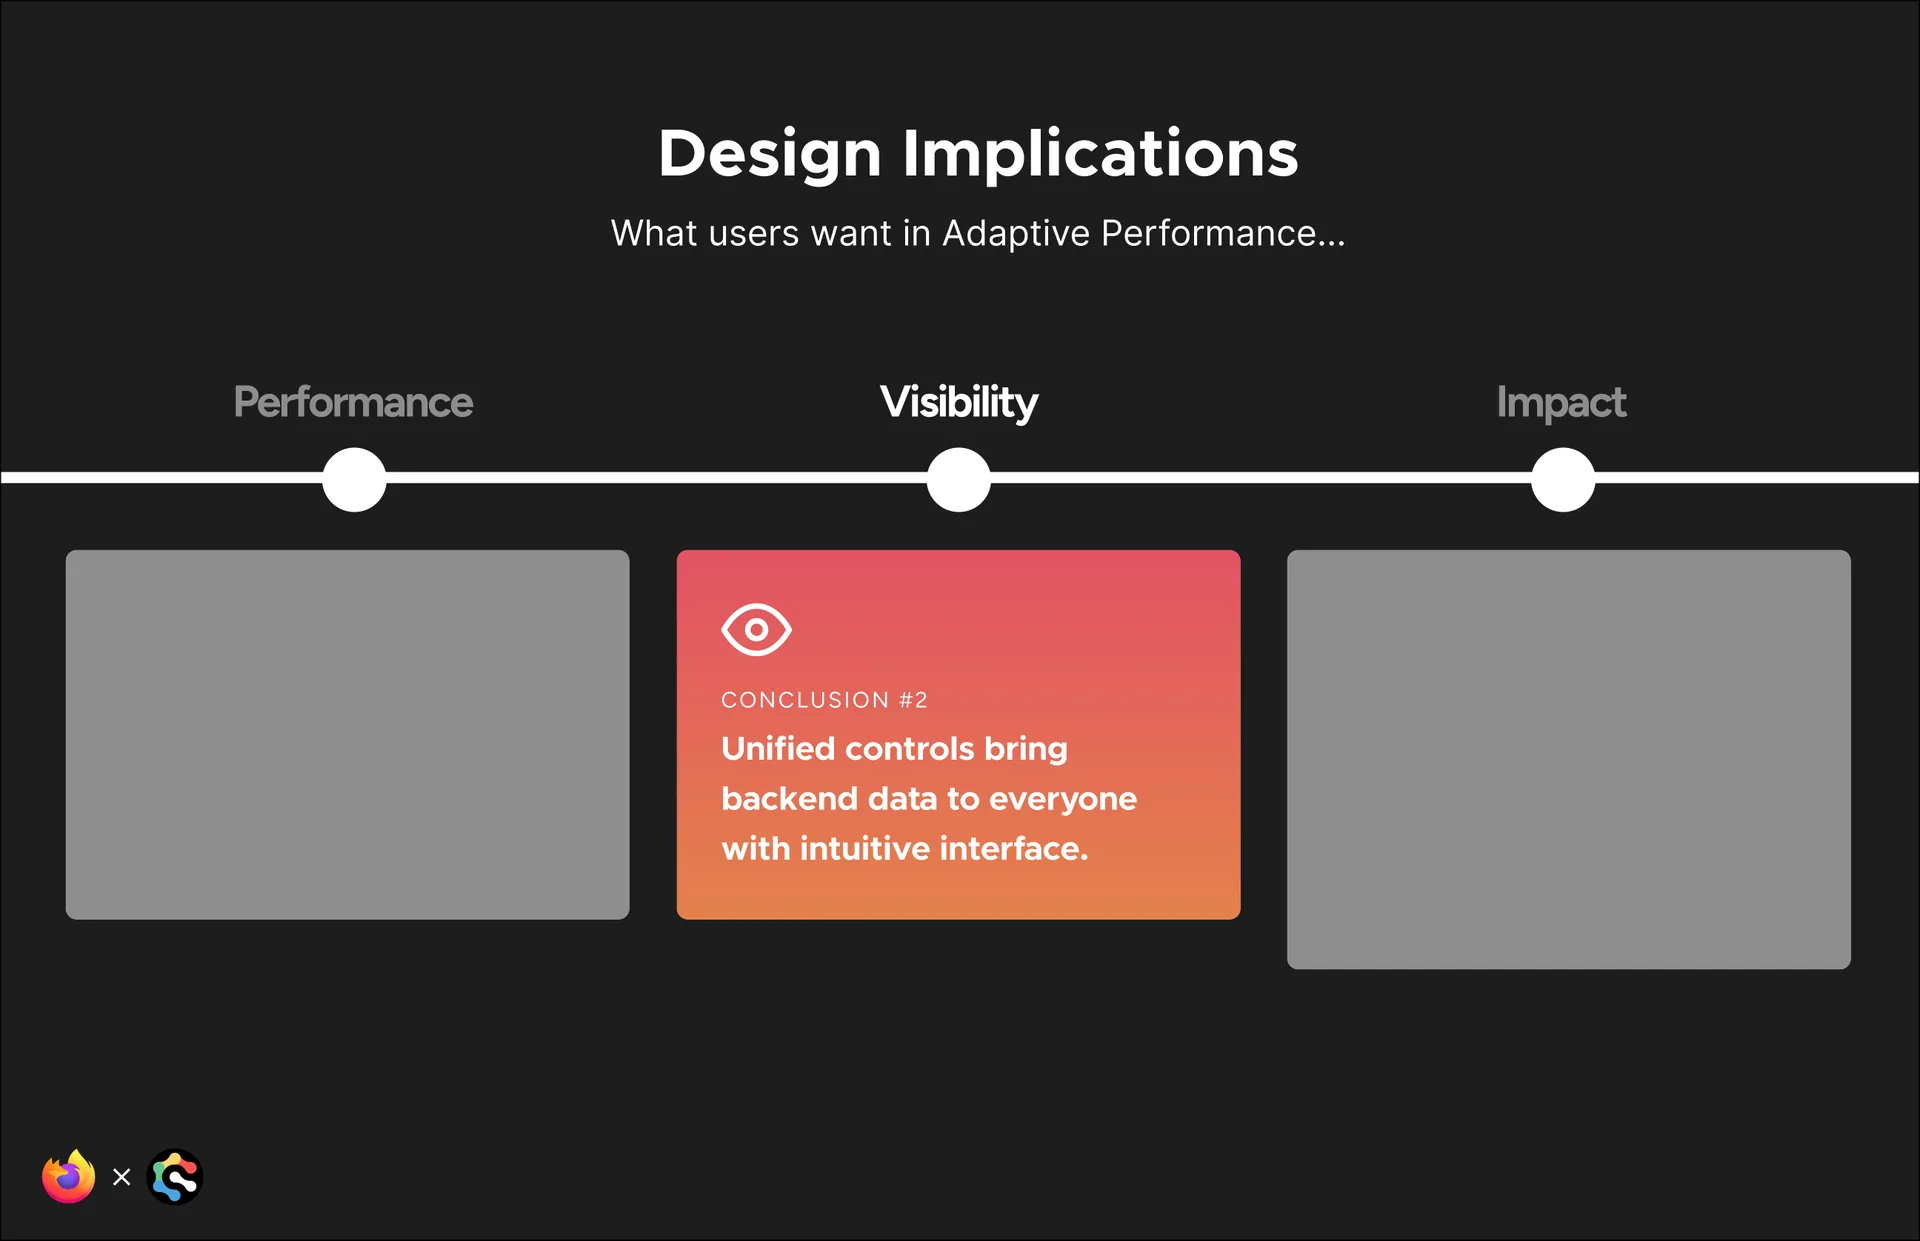 Design Implications
What users want in Adaptive Performance...
Performance
Visibility
Impact
CONCLUSION #2
Unified controls bring
backend data to everyone
with intuitive interface.
×